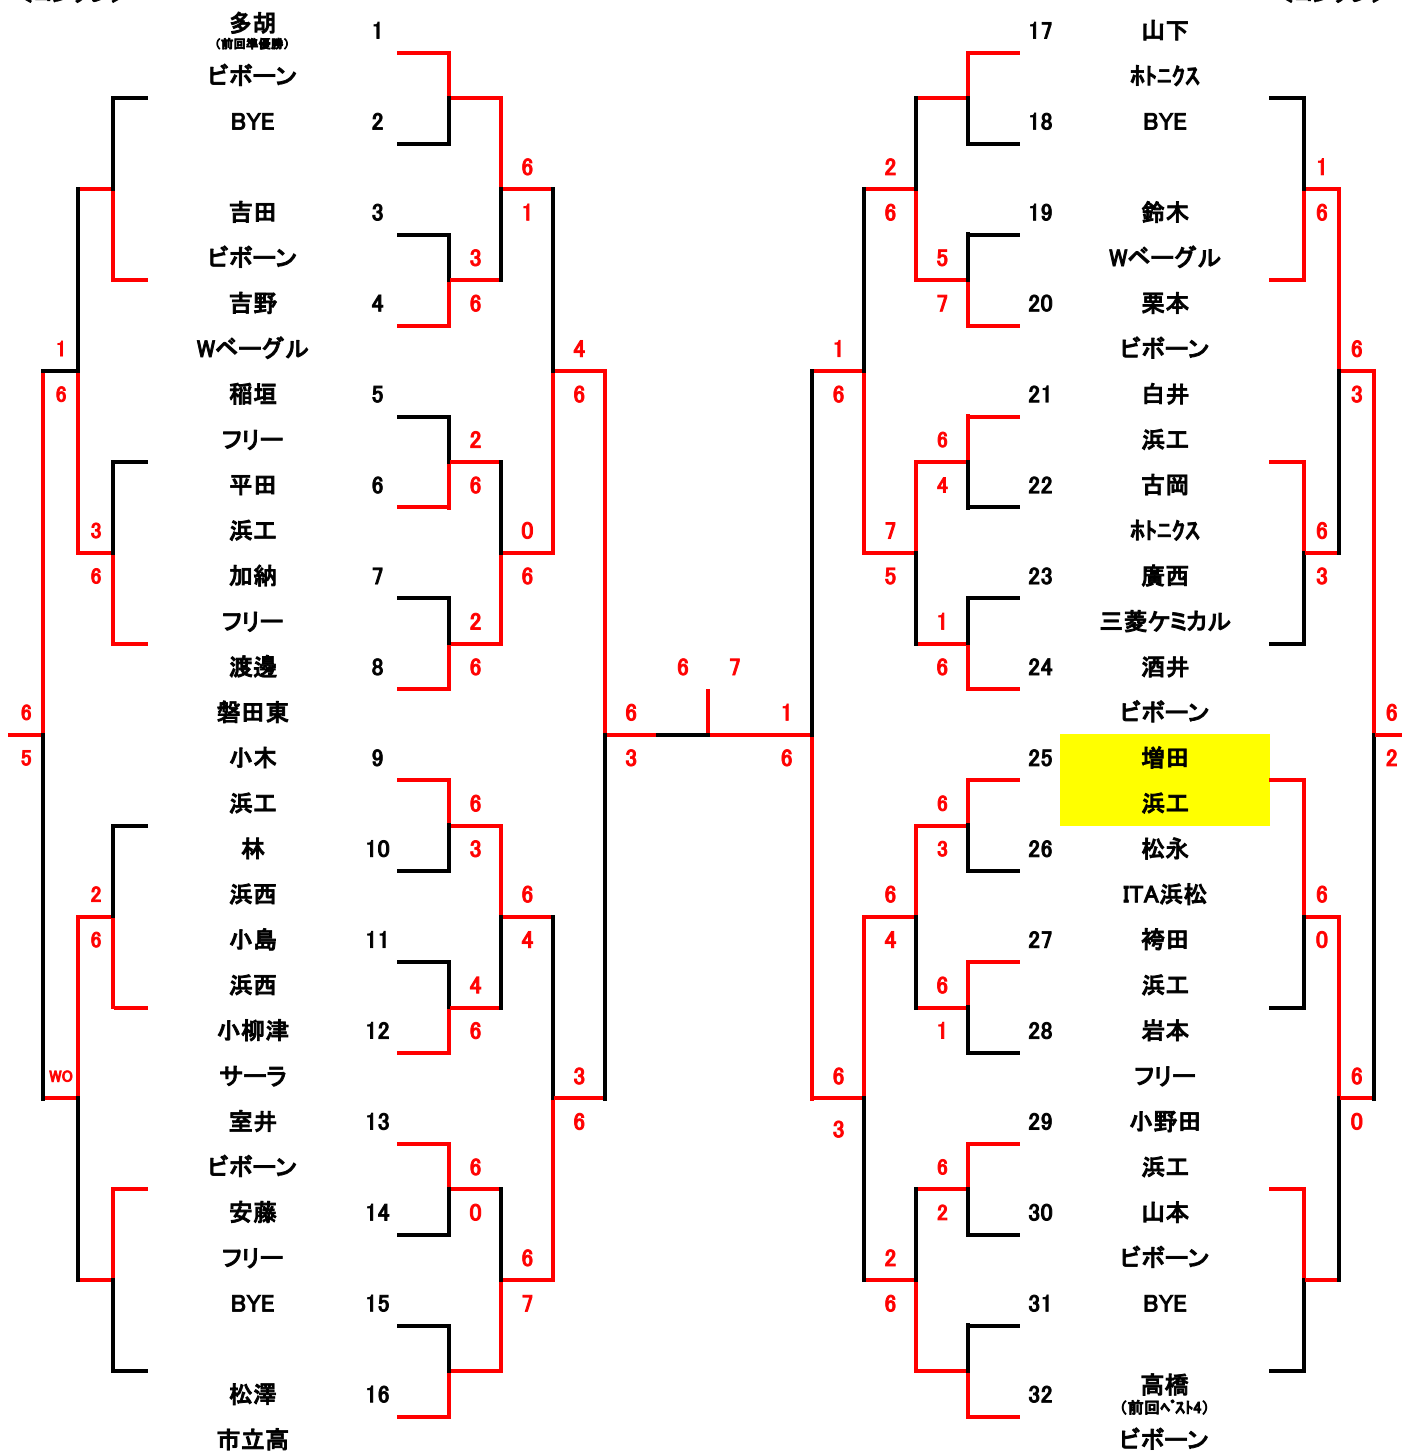 多胡 1
(前回準優勝)
ビボーン
BYE 2
6
吉田 3 1
ビボーン 3
吉野 4 6
1 Wベーグル 4
6 稲垣 5 6
フリー 2
平田 6 6
3 浜工 0
6 加納 7 6
フリー 2
渡邊 8 6
6 磐田東 6
5 小木 9 3
浜工 6
林 10 3
2 浜西 6
6 小島 11 4
浜西 4
小柳津 12 6
WO サーラ 3
室井 13 6
ビボーン 6
安藤 14 0
フリー 6
BYE 15 7
松澤 16
市立高
6 7
17 山下
ホトニクス
18 BYE
2 1
6 19 鈴木 6
5 Wベーグル
7 20 栗本
1 ビボーン 6
6 21 白井 3
6 浜工
4 22 古岡
7 ホトニクス 6
5 23 廣西 3
1 三菱ケミカル
6 24 酒井
1 ビボーン 6
6 25 増田 2
6 浜工
3 26 松永
6 ITA浜松 6
4 27 袴田 0
6 浜工
1 28 岩本
6 フリー 6
3 29 小野田 0
6 浜工
2 30 山本
2 ビボーン
6 31 BYE
32 高橋
(前回ベスト4)
ビボーン